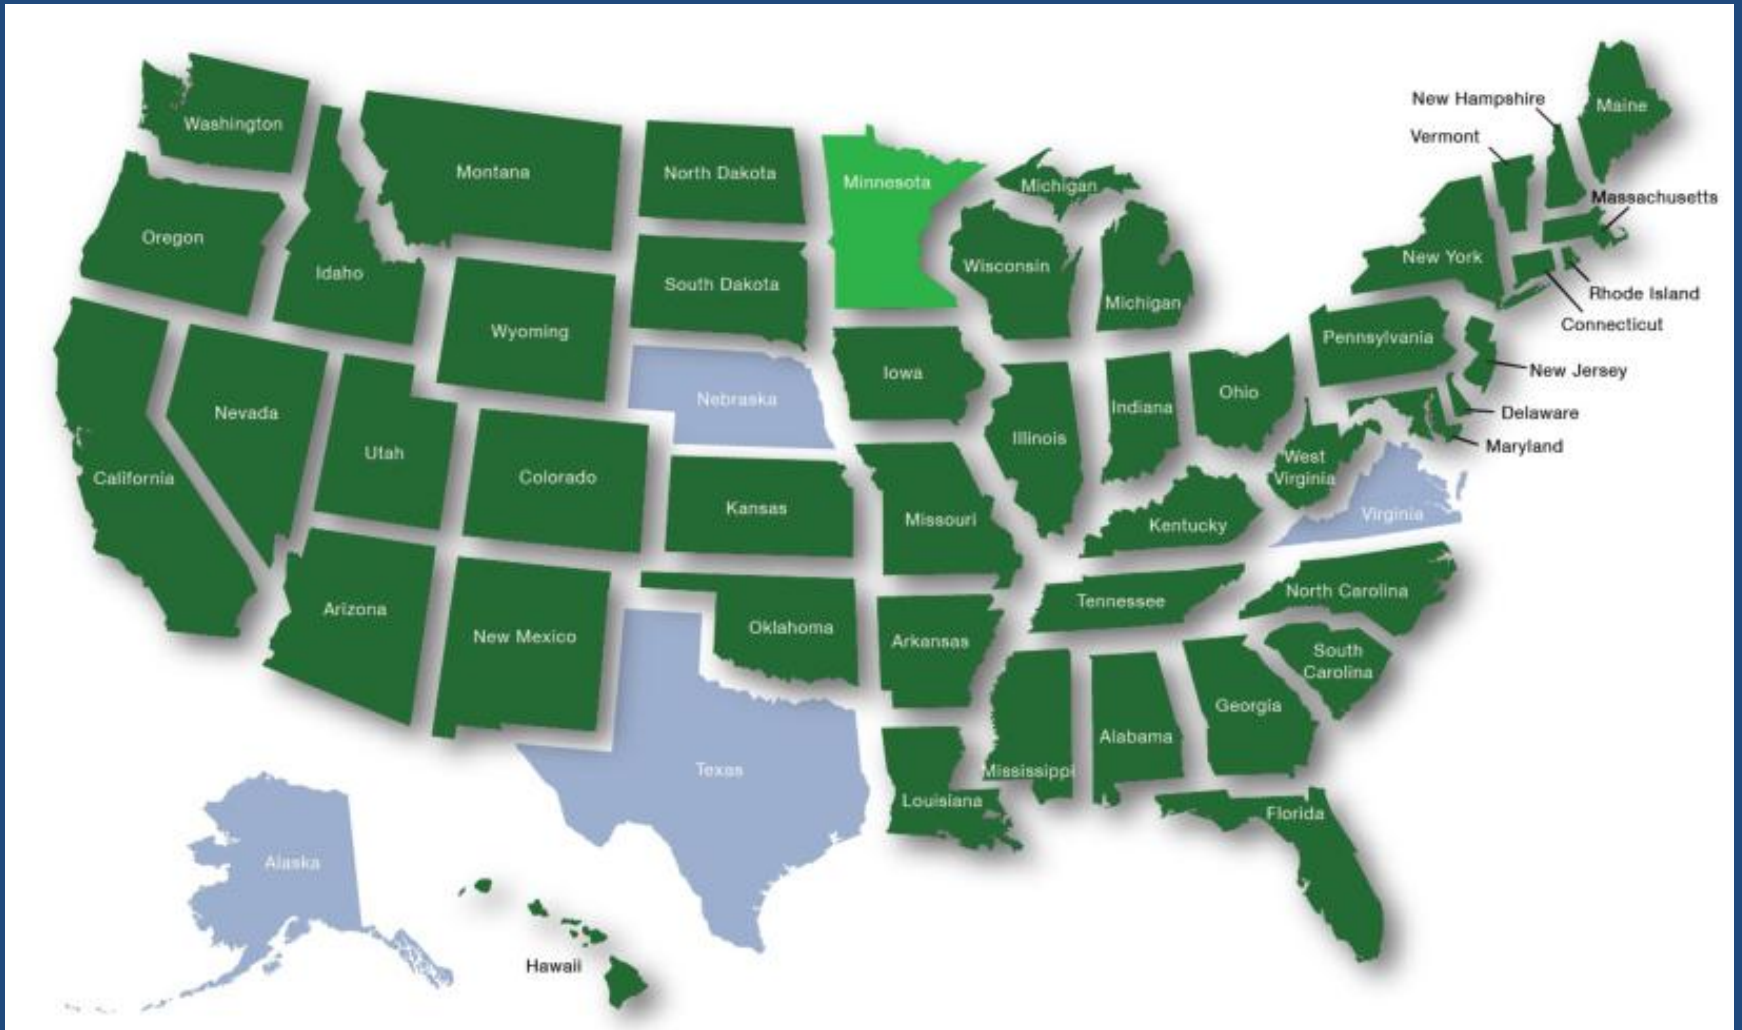 New Hampshire
Maine
Washington
Vermont
Montana
North Dakota
Minnesota
Michigan
Massachusetts
Oregon
New York
Idaho
South Dakota
Wisconsin
Michigan
Rhode Island
Connecticut
Wyoming
Pennsylvania
Iowa
New Jersey
Nebraska
Ohio
Nevada
Indiana
Delaware
Utah
Illinois
Maryland
California
Colorado
West
Virginia
Kansas
Missouri
Kentucky
Virginia
Arizona
New Mexico
Oklahoma
Tennessee
North Carolina
Arkansas
South
Carolina
Georgia
Alabama
Texas
Mississippi
Louisiana
Florida
Alaska
Hawaii